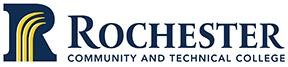 ROCHESTER
COMMUNITY AND TECHNICAL COLLEGE